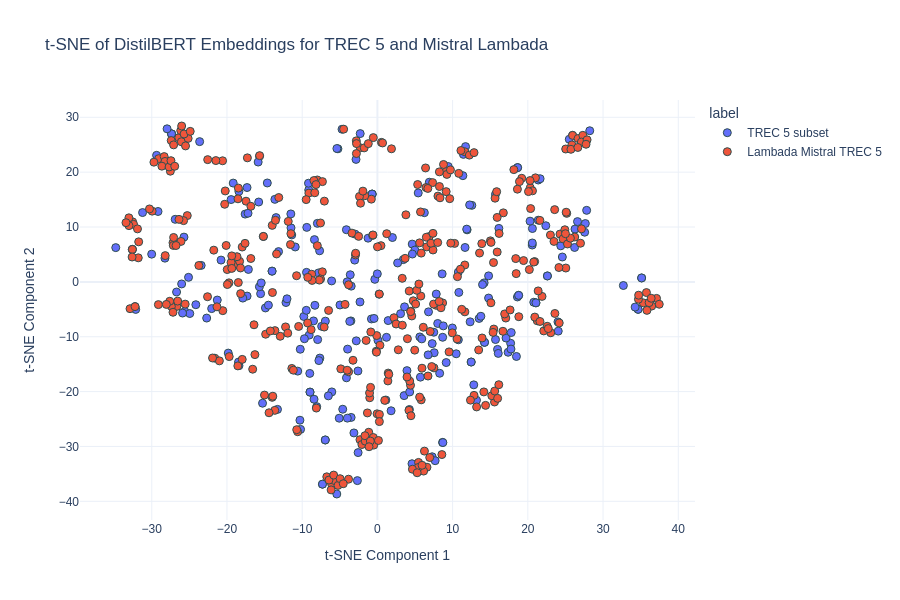 t-SNE of DistilBERT Embeddings for TREC 5 and Mistral Lambada
label
TREC 5 subset
Lambada Mistral TREC 5
t-SNE Component 2
30
20
10
0
−10
−20
−30
−40
−30
−20
−10
0
10
20
30
40
t-SNE Component 1